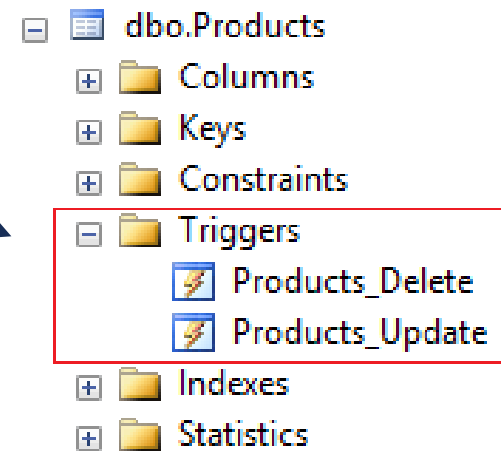 dbo.Products
Columns
Keys
Constraints
Triggers
Products_Delete
Products_Update
Indexes
Statistics